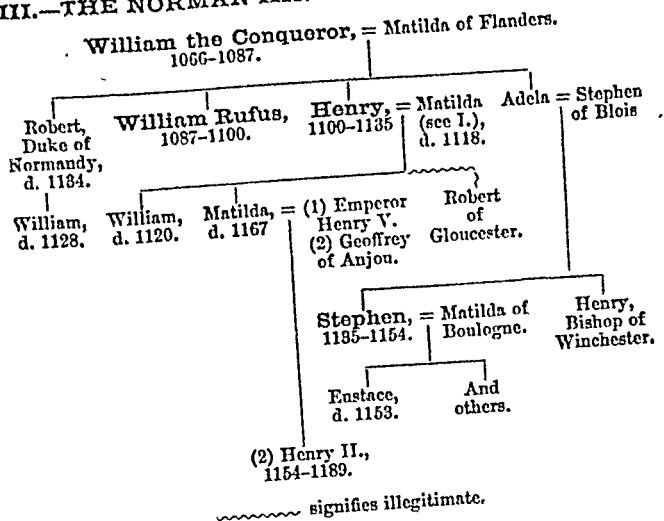 III.—THE NORMAN
William the Conqueror, = Matilda of Flanders.
1066-1087.
Robert,
Duke of
Normandy,
d. 1134.
William Rufus,
1087-1100.
Henry,
1100-1135
= Matilda
(see I.),
d. 1118.
Adela = Stephen
of Blois
William,
d. 1128.
William,
d. 1120.
Matilda,
d. 1167
= (1) Emperor
Henry V.
(2) Geoffrey
of Anjou.
Robert
of
Gloucester.
Stephen,
1135-1154.
= Matilda of
Boulogne.
Henry,
Bishop of
Winchester.
Eustace,
d. 1153.
And
others.
(2) Henry II.,
1154-1189.
signifies illegitimate.